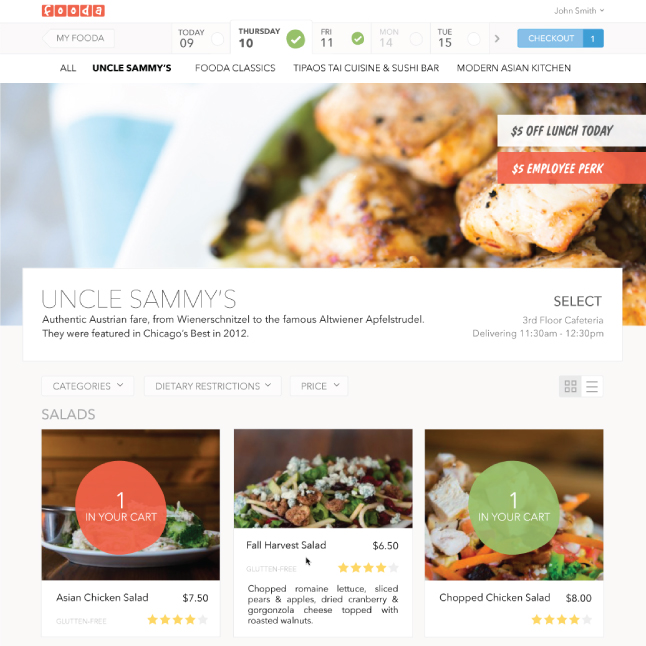 fooda
John Smith
MY FOODA
TODAY
09
THURSDAY
10
FRI
11
MON
14
TUE
15
CHECKOUT 1
ALL UNCLE SAMMY'S FOODA CLASSICS TIPAOS TAI CUISINE & SUSHI BAR MODERN ASIAN KITCHEN
$5 OFF LUNCH TODAY
$5 EMPLOYEE PERK
UNCLE SAMMY'S
SELECT
Authentic Austrian fare, from Wienerschnitzel to the famous Altwiener Apfelstrudel.
They were featured in Chicago's Best in 2012.
3rd Floor Cafeteria
Delivering 11:30am - 12:30pm
CATEGORIES DIETARY RESTRICTIONS PRICE
SALADS
1
IN YOUR CART
Asian Chicken Salad $7.50
GLUTTEN-FREE
Fall Harvest Salad $6.50
GLUTTEN-FREE
Chopped romaine lettuce, sliced
pears & apples, dried cranberry &
gorgonzola cheese topped with
roasted walnuts.
1
IN YOUR CART
Chopped Chicken Salad $8.00